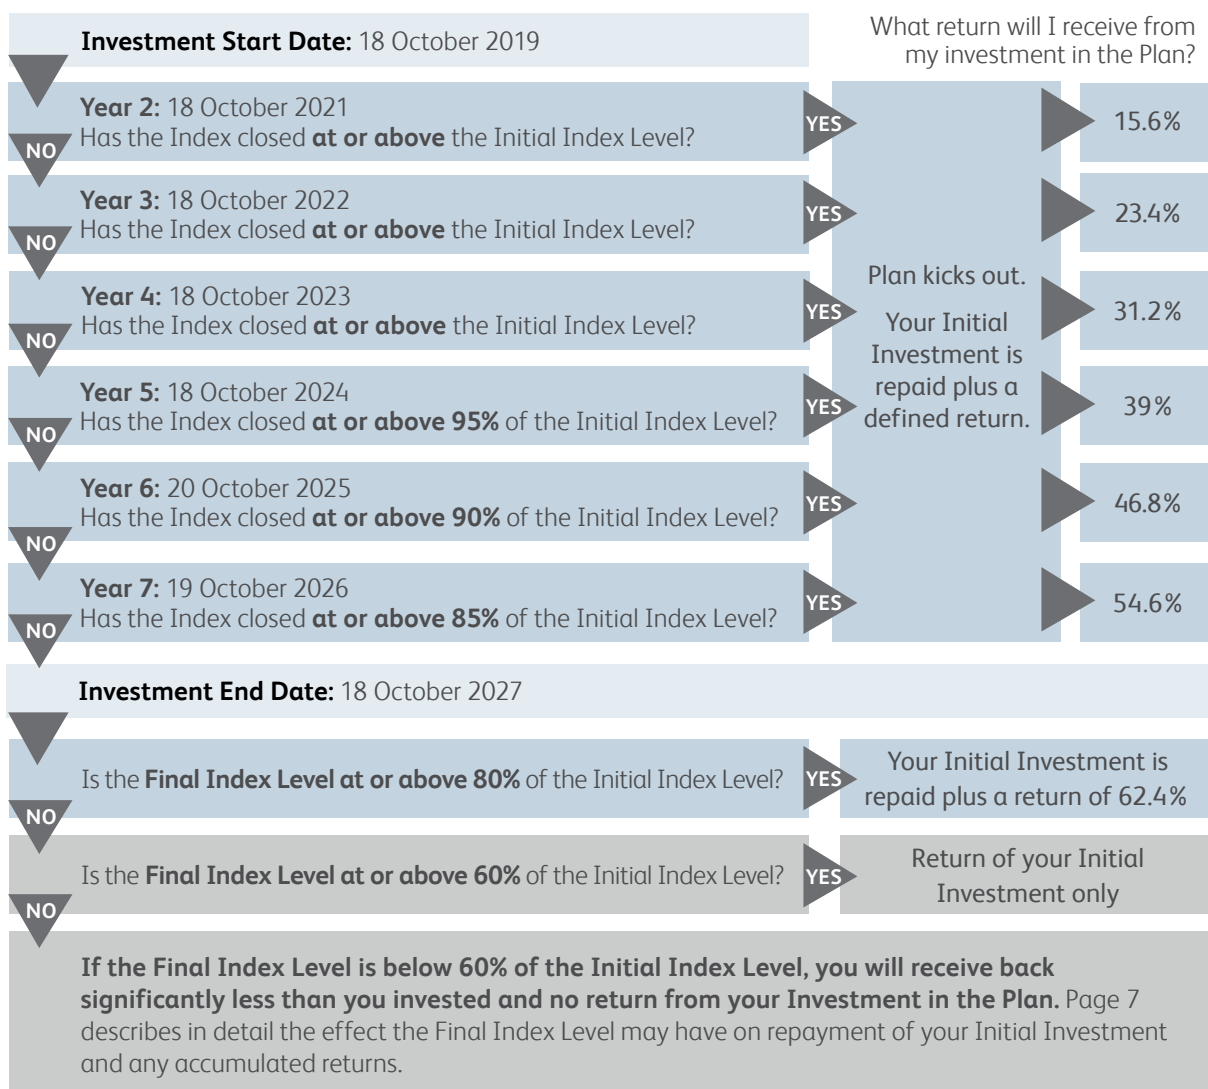 Investment Start Date: 18 October 2019
What return will I receive from
my investment in the Plan?
Year 2: 18 October 2021
Has the Index closed at or above the Initial Index Level?
YES
15.6%
NO
Year 3: 18 October 2022
Has the Index closed at or above the Initial Index Level?
YES
23.4%
NO
Year 4: 18 October 2023
Has the Index closed at or above the Initial Index Level?
YES
31.2%
NO
Year 5: 18 October 2024
Has the Index closed at or above 95% of the Initial Index Level?
YES
39%
NO
Year 6: 20 October 2025
Has the Index closed at or above 90% of the Initial Index Level?
YES
46.8%
NO
Year 7: 19 October 2026
Has the Index closed at or above 85% of the Initial Index Level?
YES
54.6%
NO
Plan kicks out.
Your Initial
Investment is
repaid plus a
defined return.
Investment End Date: 18 October 2027
Is the Final Index Level at or above 80% of the Initial Index Level?
YES
Your Initial Investment is
repaid plus a return of 62.4%
NO
Is the Final Index Level at or above 60% of the Initial Index Level?
YES
Return of your Initial
Investment only
NO
If the Final Index Level is below 60% of the Initial Index Level, you will receive back
significantly less than you invested and no return from your Investment in the Plan. Page 7
describes in detail the effect the Final Index Level may have on repayment of your Initial Investment
and any accumulated returns.